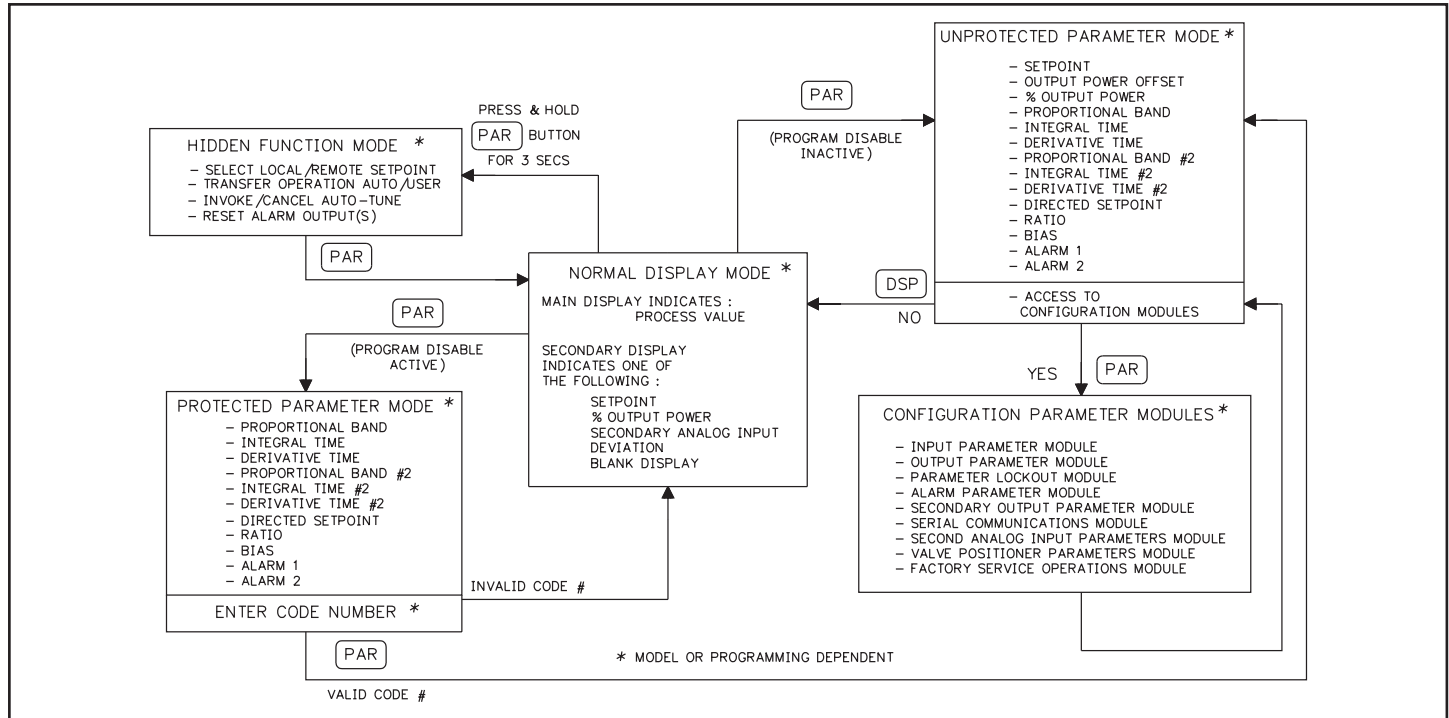 PRESS & HOLD
PAR BUTTON
FOR 3 SECS
HIDDEN FUNCTION MODE *
– SELECT LOCAL/REMOTE SETPOINT
– TRANSFER OPERATION AUTO/USER
– INVOKE/CANCEL AUTO-TUNE
– RESET ALARM OUTPUT(S)
PAR
PAR
(PROGRAM DISABLE
INACTIVE)
UNPROTECTED PARAMETER MODE *
– SETPOINT
– OUTPUT POWER OFFSET
– % OUTPUT POWER
– PROPORTIONAL BAND
– INTEGRAL TIME
– DERIVATIVE TIME
– PROPORTIONAL BAND #2
– INTEGRAL TIME #2
– DERIVATIVE TIME #2
– DIRECTED SETPOINT
– RATIO
– BIAS
– ALARM 1
– ALARM 2
– ACCESS TO
CONFIGURATION MODULES
DSP
NO
NORMAL DISPLAY MODE *
MAIN DISPLAY INDICATES :
PROCESS VALUE
SECONDARY DISPLAY
INDICATES ONE OF
THE FOLLOWING :
SETPOINT
% OUTPUT POWER
SECONDARY ANALOG INPUT
DEVIATION
BLANK DISPLAY
PAR
(PROGRAM DISABLE
ACTIVE)
YES
PAR
PROTECTED PARAMETER MODE *
– PROPORTIONAL BAND
– INTEGRAL TIME
– DERIVATIVE TIME
– PROPORTIONAL BAND #2
– INTEGRAL TIME #2
– DERIVATIVE TIME #2
– DIRECTED SETPOINT
– RATIO
– BIAS
– ALARM 1
– ALARM 2
ENTER CODE NUMBER *
INVALID CODE #
CONFIGURATION PARAMETER MODULES *
– INPUT PARAMETER MODULE
– OUTPUT PARAMETER MODULE
– PARAMETER LOCKOUT MODULE
– ALARM PARAMETER MODULE
– SECONDARY OUTPUT PARAMETER MODULE
– SERIAL COMMUNICATIONS MODULE
– SECOND ANALOG INPUT PARAMETERS MODULE
– VALVE POSITIONER PARAMETERS MODULE
– FACTORY SERVICE OPERATIONS MODULE
PAR
VALID CODE #
* MODEL OR PROGRAMMING DEPENDENT